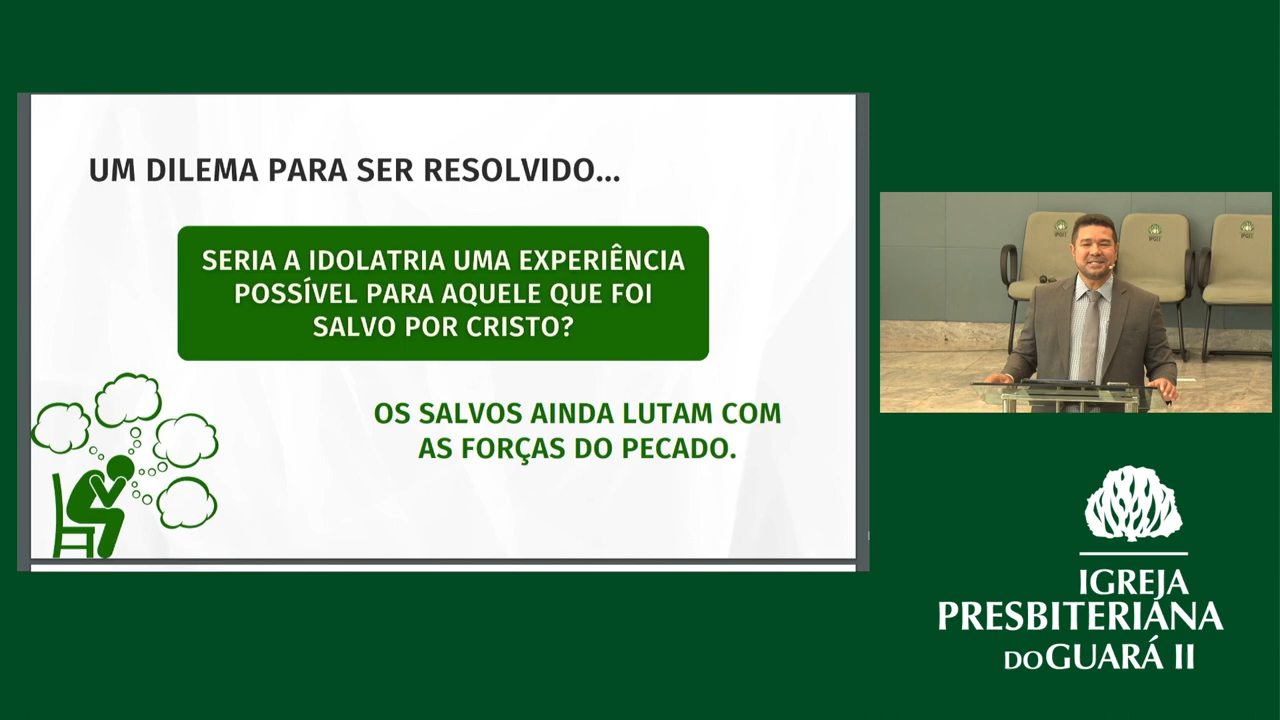 UM DILEMA PARA SER RESOLVIDO...
SERIA A IDOLATRIA UMA EXPERIÊNCIA
POSSÍVEL PARA AQUELE QUE FOI
SALVO POR CRISTO?
OS SALVOS AINDA LUTAM COM
AS FORÇAS DO PECADO.
IGREJA
PRESBITERIANA
DO GUARÁ II